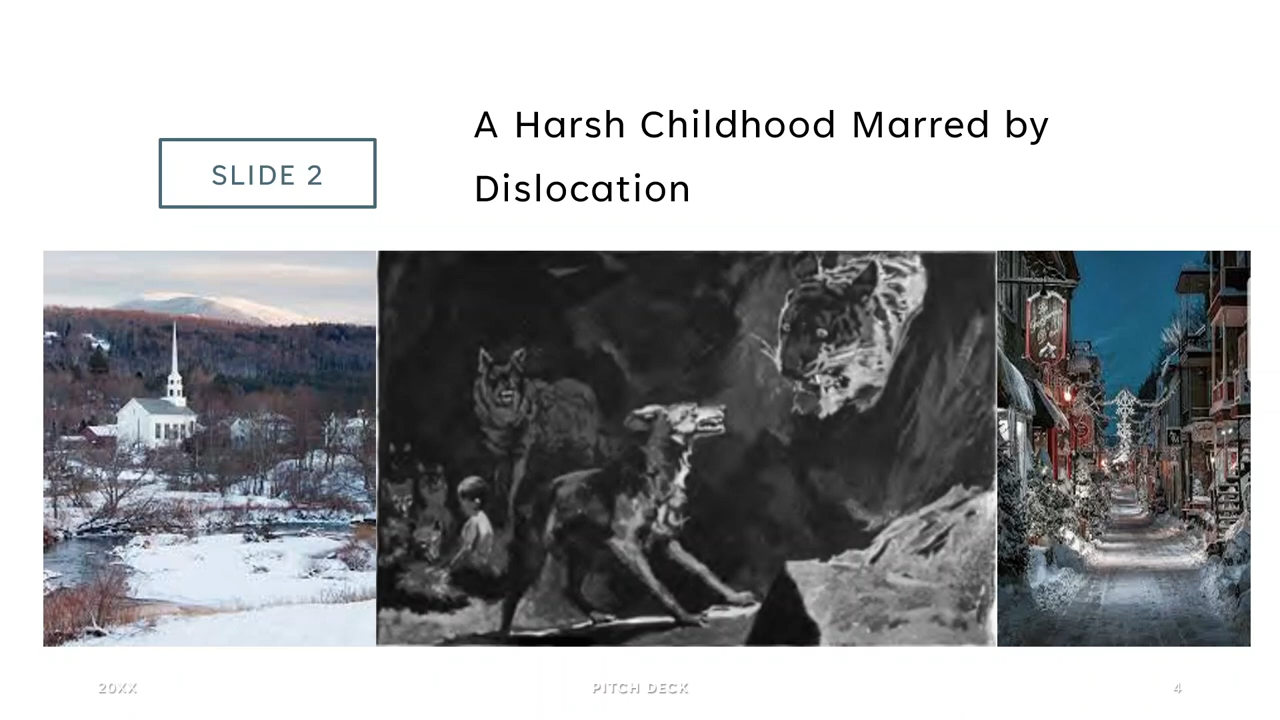 A Harsh Childhood Marred by
Dislocation
SLIDE 2
20XX
PITCH DECK
4